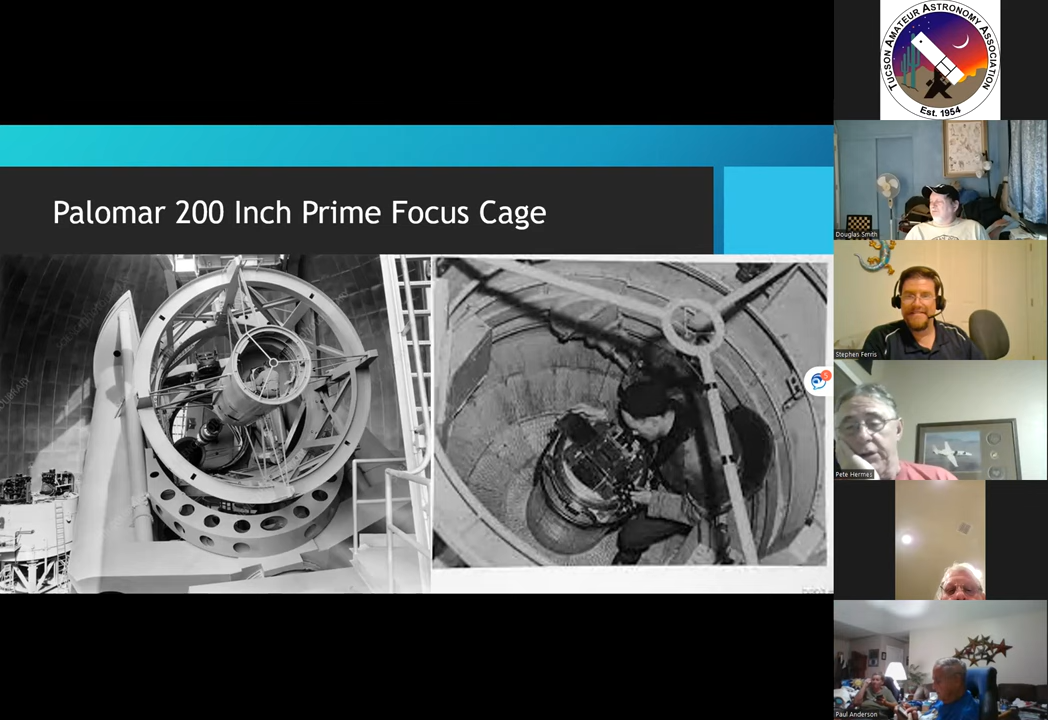 Palomar 200 Inch Prime Focus Cage
TUCSON AMATEUR ASTRONOMY ASSOCIATION
Est. 1954
Douglas Smith
Stephen Ferris
5
Pete Hermes
Paul Anderson